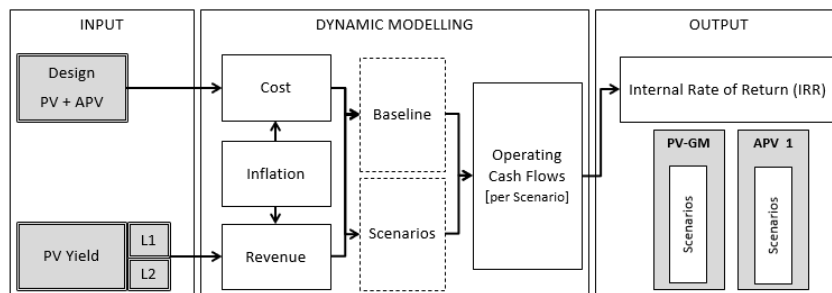 INPUT
DYNAMIC MODELLING
OUTPUT
Design
PV + APV
Cost
Baseline
Internal Rate of Return (IRR)
Inflation
Operating
Cash Flows
[per Scenario]
PV-GM
APV 1
Scenarios
Scenarios
PV Yield
L1
L2
Revenue
Scenarios